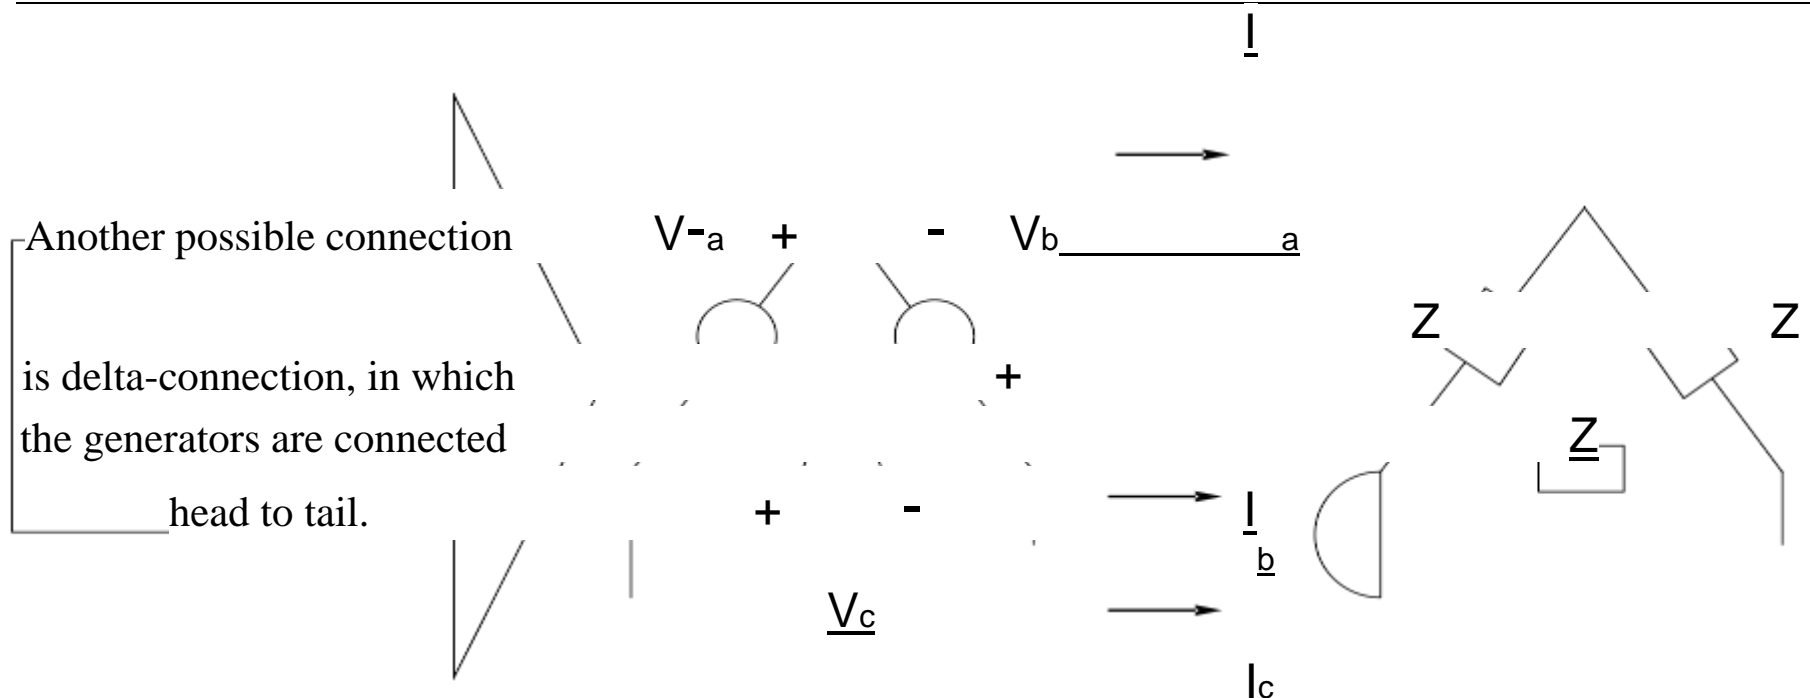 I
Another possible connection
V-a + - Vb a
Z Z
is delta-connection, in which
+
the generators are connected
Z
head to tail.
+ - I
b
Vc
Ic